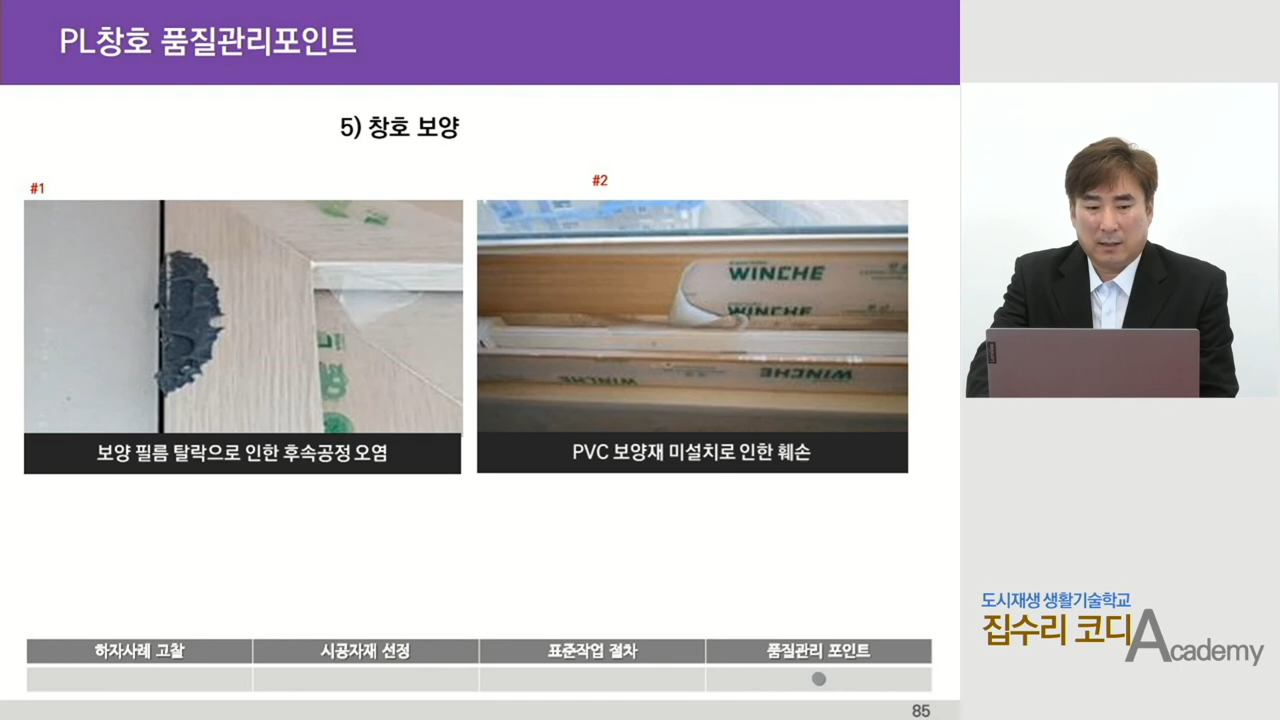 PL창호 품질관리포인트
5) 창호 보양
#1
#2
WINCHE
WINCHE
WINCHE
WINCHE
보양 필름 탈락으로 인한 후속공정 오염
PVC 보양재 미설치로 인한 훼손
Lenovo
도시재생 생활기술학교
집수리 코디Academy
하자사례 고찰
시공자재 선정
표준작업 절차
품질관리 포인트
85